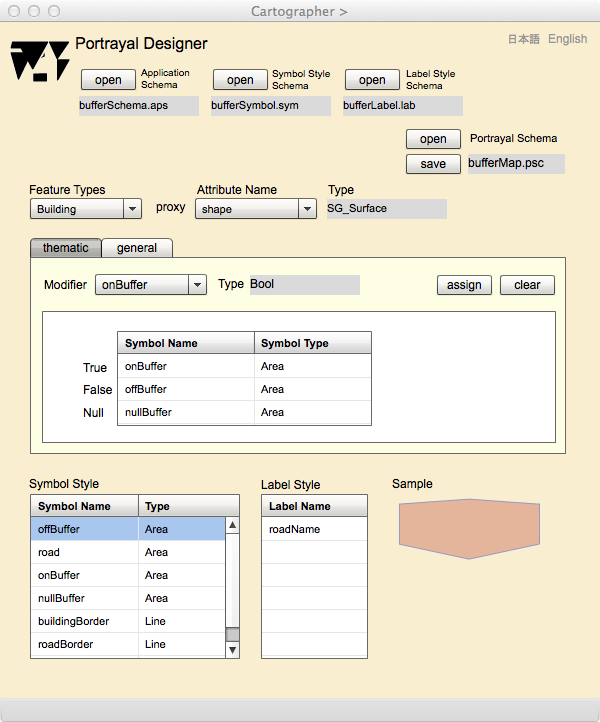 Cartographer >
Portrayal Designer
日本語 English
open Application Schema open Symbol Style Schema open Label Style Schema
bufferSchema.aps bufferSymbol.sym bufferLabel.lab
open Portrayal Schema
save bufferMap.psc
Feature Types Attribute Name Type
Building proxy shape SG_Surface
thematic general
Modifier onBuffer Type Bool assign clear
Symbol Name Symbol Type
True onBuffer Area
False offBuffer Area
Null nullBuffer Area
Symbol Style Label Style Sample
Symbol Name Type Label Name
offBuffer Area roadName
road Area
onBuffer Area
nullBuffer Area
buildingBorder Line
roadBorder Line